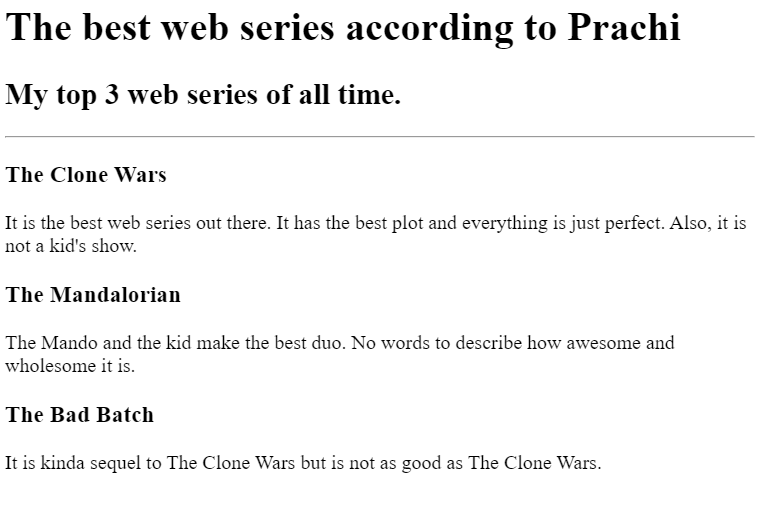 The best web series according to Prachi
My top 3 web series of all time.
The Clone Wars
It is the best web series out there. It has the best plot and everything is just perfect. Also, it is
not a kid's show.
The Mandalorian
The Mando and the kid make the best duo. No words to describe how awesome and
wholesome it is.
The Bad Batch
It is kinda sequel to The Clone Wars but is not as good as The Clone Wars.